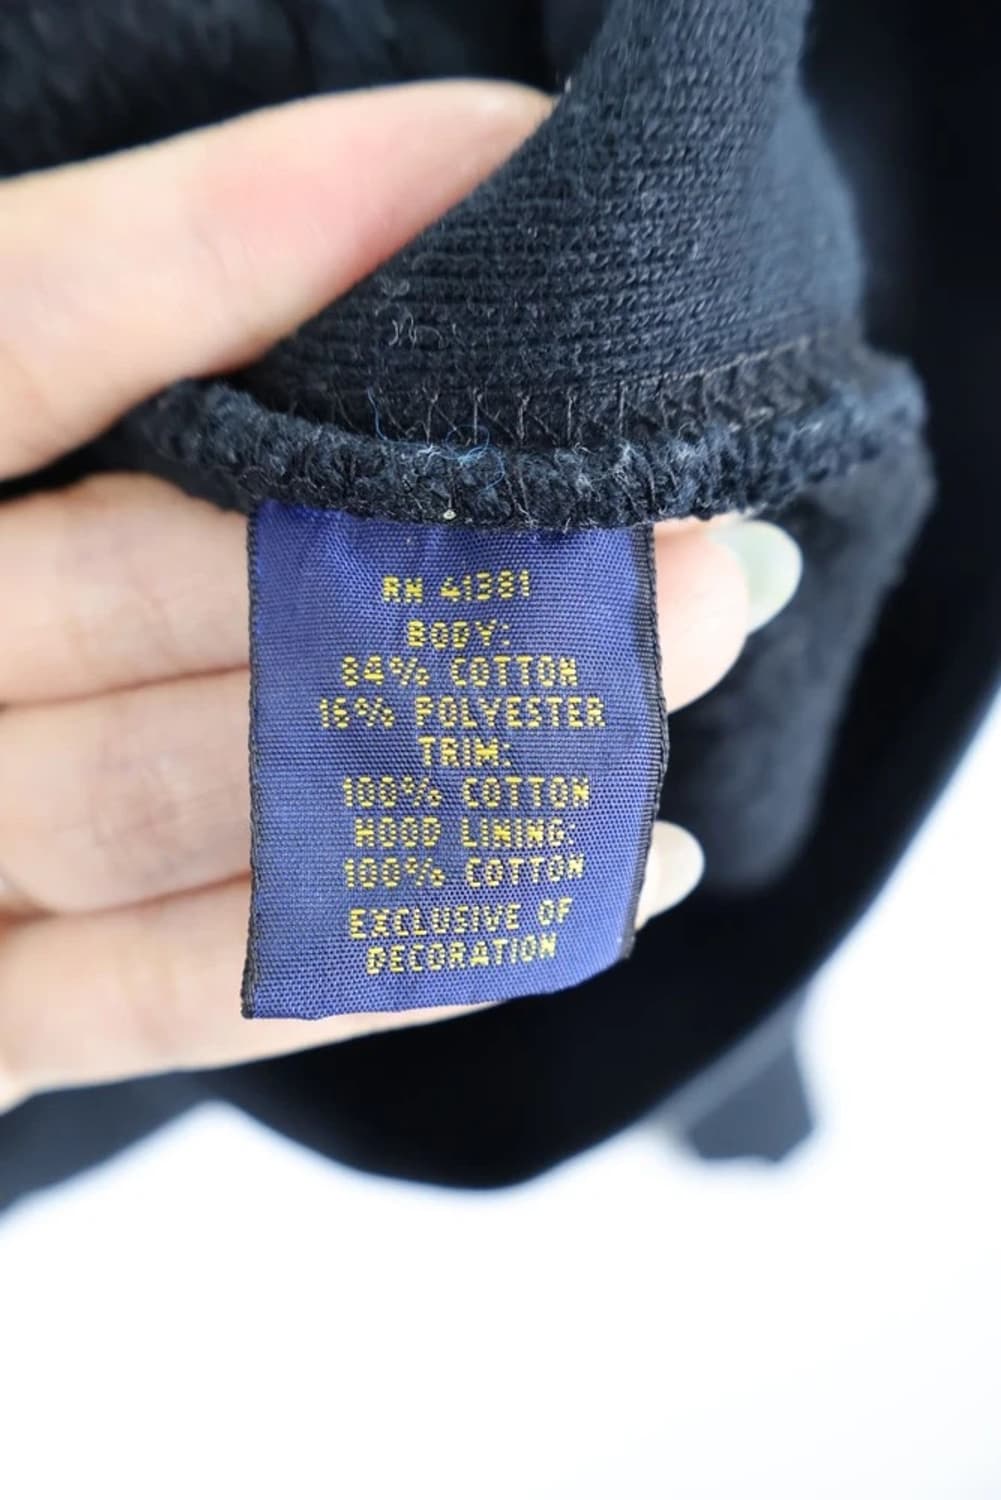 RN 41381
BODY:
84% COTTON
16% POLYESTER
TRIM:
100% COTTON
HOOD LINING:
100% COTTON
EXCLUSIVE OF
DECORATION